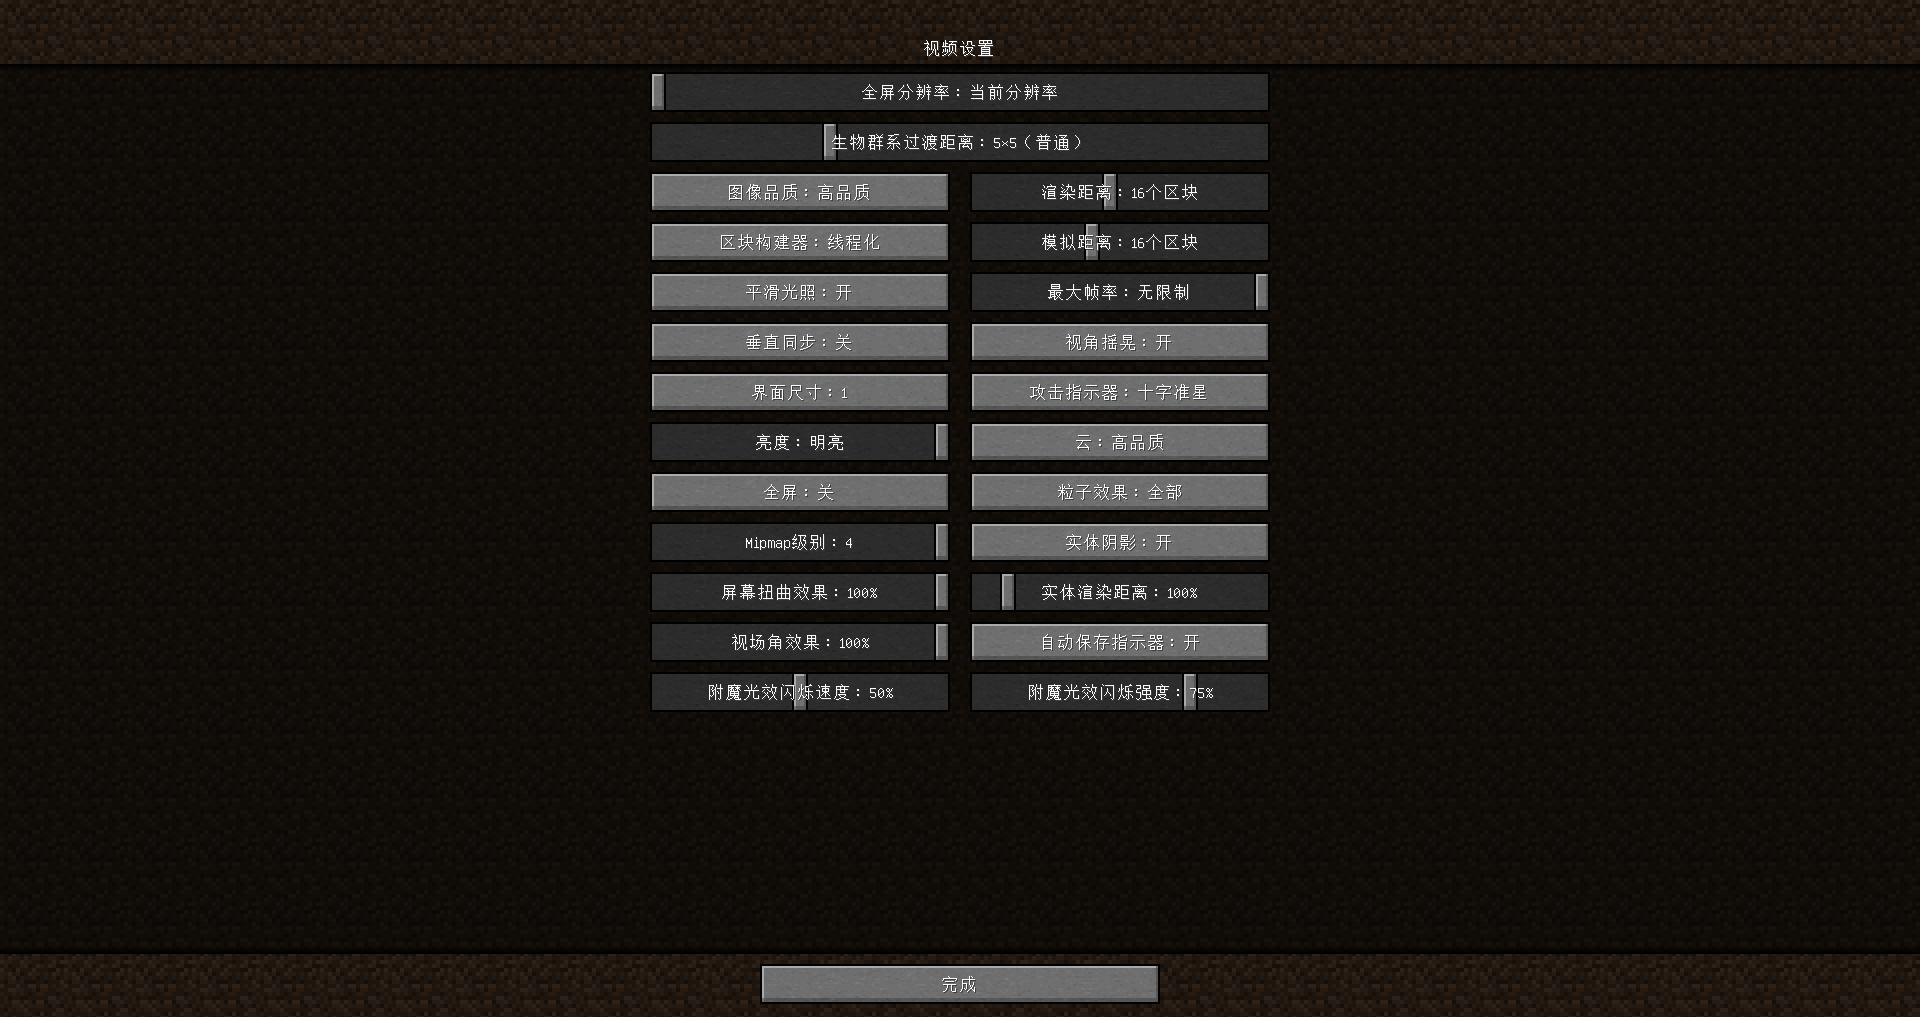 视频设置
全屏分辨率：当前分辨率
生物群系过渡距离：5×5（普通）
图像品质：高品质
渲染距离：16个区块
区块构建器：线程化
模拟距离：16个区块
平滑光照：开
最大帧率：无限制
垂直同步：关
视角摇晃：开
界面尺寸：1
攻击指示器：十字准星
亮度：明亮
云：高品质
全屏：关
粒子效果：全部
Mipmap级别：4
实体阴影：开
屏幕扭曲效果：100%
实体渲染距离：100%
视场角效果：100%
自动保存指示器：开
附魔光效闪烁速度：50%
附魔光效闪烁强度：75%
完成